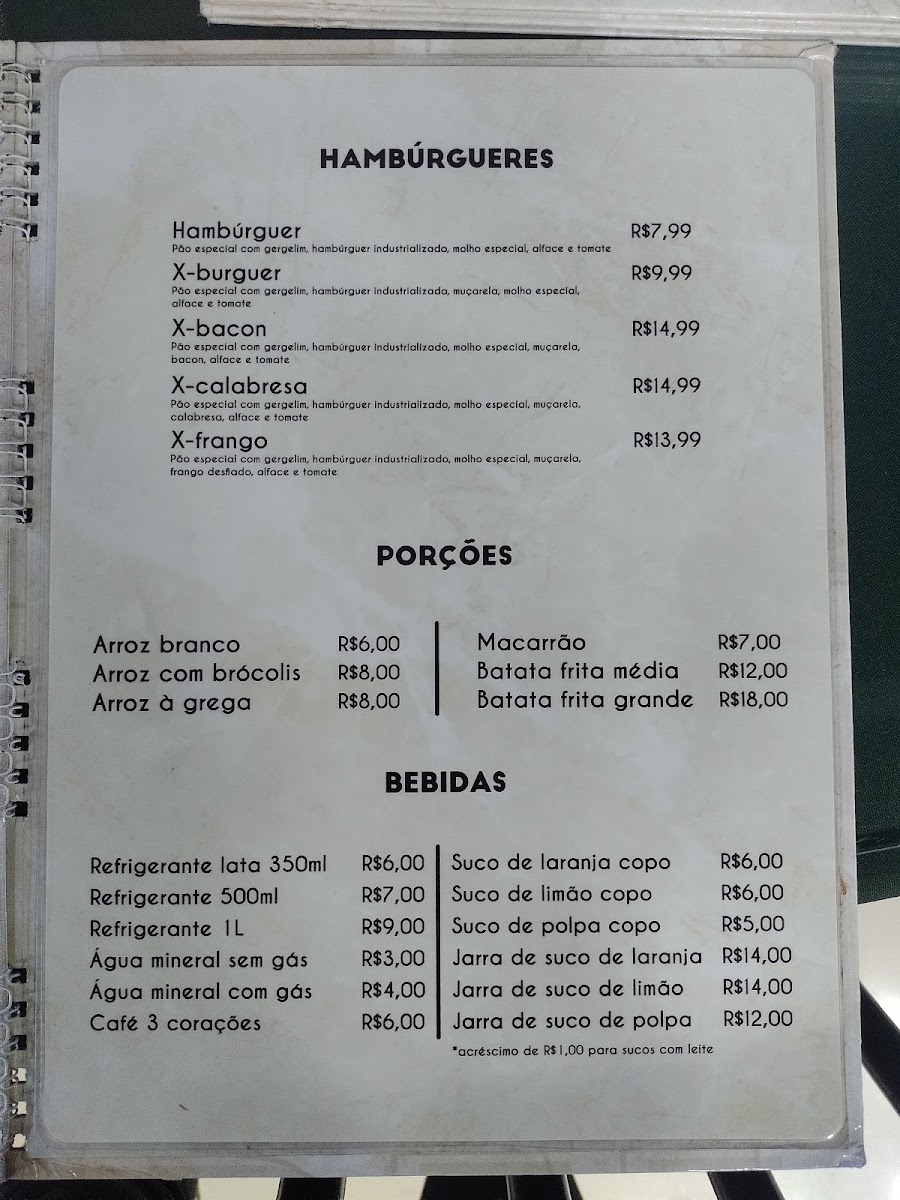 HAMBÚRGUERES
Hambúrguer R$7,99
Pão especial com gergelim, hambúrguer industrializado, molho especial, alface e tomate
X-burguer R$9,99
Pão especial com gergelim, hambúrguer industrializado, muçarela, molho especial,
alface e tomate
X-bacon R$14,99
Pão especial com gergelim, hambúrguer industrializado, molho especial, muçarela,
bacon, alface e tomate
X-calabresa R$14,99
Pão especial com gergelim, hambúrguer industrializado, molho especial, muçarela,
calabresa, alface e tomate
X-frango R$13,99
Pão especial com gergelim, hambúrguer industrializado, molho especial, muçarela,
frango desfiado, alface e tomate
PORÇÕES
Arroz branco R$6,00
Arroz com brócolis R$8,00
Arroz à grega R$8,00
Macarrão R$7,00
Batata frita média R$12,00
Batata frita grande R$18,00
BEBIDAS
Refrigerante lata 350ml R$6,00
Refrigerante 500ml R$7,00
Refrigerante 1L R$9,00
Água mineral sem gás R$3,00
Água mineral com gás R$4,00
Café 3 corações R$6,00
Suco de laranja copo R$6,00
Suco de limão copo R$6,00
Suco de polpa copo R$5,00
Jarra de suco de laranja R$14,00
Jarra de suco de limão R$14,00
Jarra de suco de polpa R$12,00
*acréscimo de R$1,00 para sucos com leite